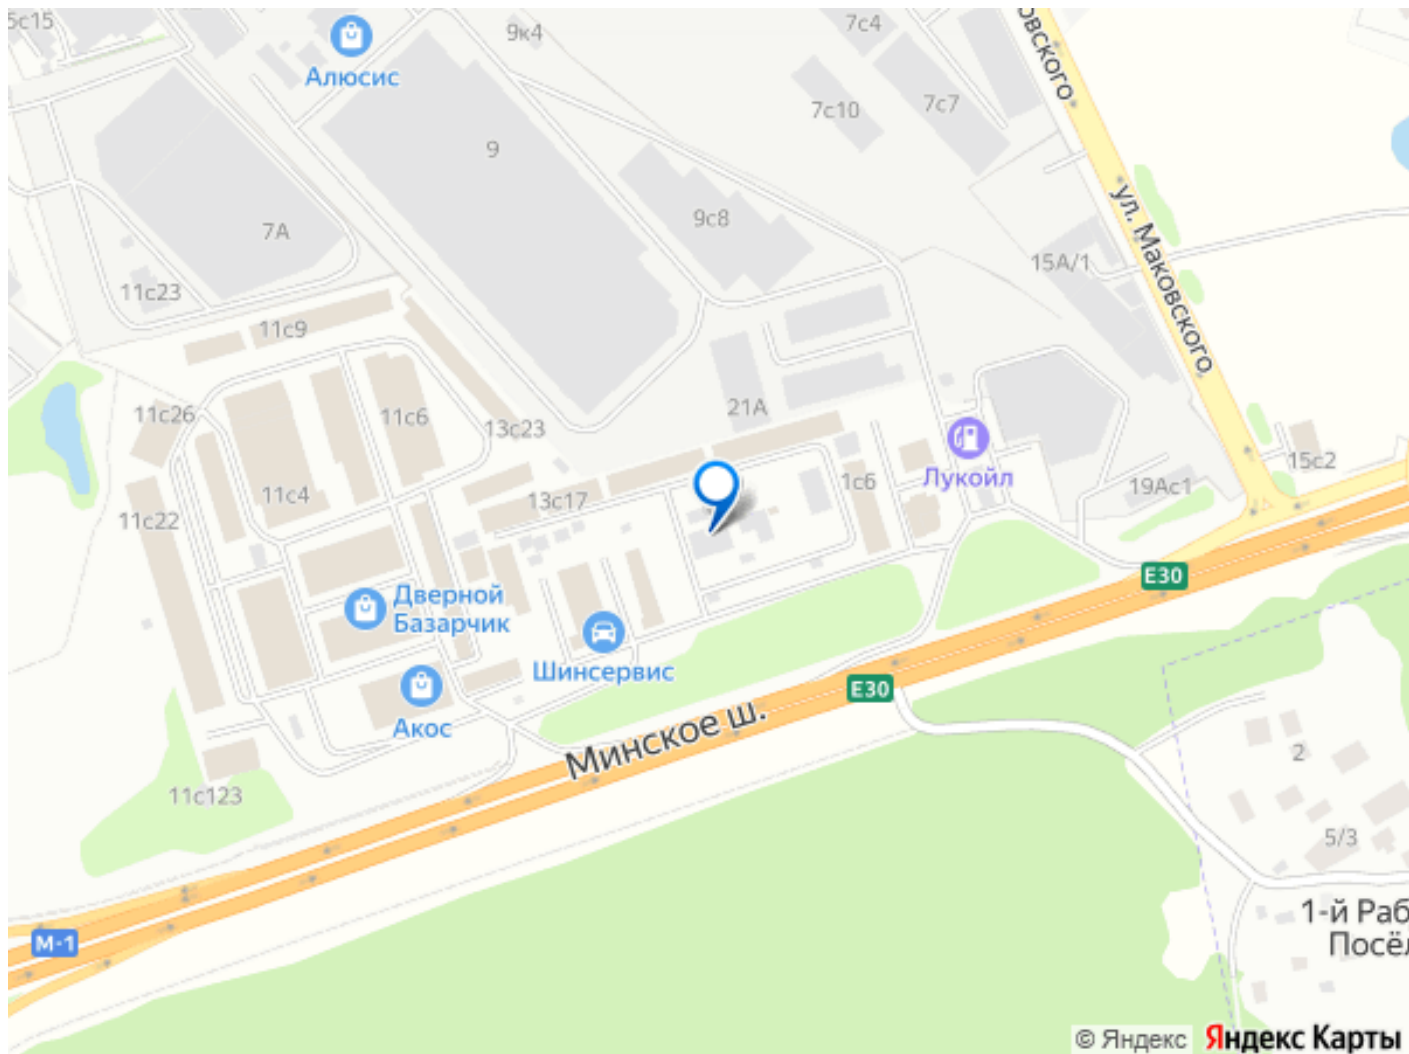 5с15
Алюсис
9к4
7с4
овского
7с10
7с7
9
9с8
ул. Маковского
7А
15А/1
11с23
11с9
11с26
11с6
13с23
21А
Лукойл
15с2
11с4
13с17
1с6
19Ас1
11с22
Е30
Дверной
Базарчик
Шинсервис
Акос
Е30
Минское ш.
2
11с123
5/3
1-й Раб
Посёл
М-1
© Яндекс
Яндекс Карты